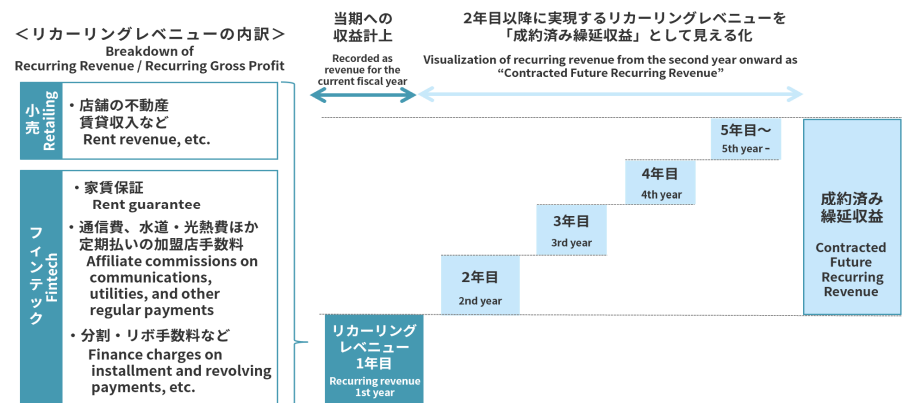 ＜リカーリングレベニューの内訳＞
Breakdown of
Recurring Revenue / Recurring Gross Profit
小売
Retailing
・店舗の不動産
賃貸収入など
Rent revenue, etc.
フィンテック
Fintech
・家賃保証
Rent guarantee
・通信費、水道・光熱費ほか
定期払いの加盟店手数料
Affiliate commissions on
communications,
utilities, and other
regular payments
・分割・リボ手数料など
Finance charges on
installment and revolving
payments, etc.
当期への
収益計上
Recorded as
revenue for the
current fiscal year
2年目以降に実現するリカーリングレベニューを
「成約済み繰延収益」として見える化
Visualization of recurring revenue from the second year onward as
“Contracted Future Recurring Revenue”
リカーリング
レベニュー
1年目
Recurring revenue
1st year
2年目
2nd year
3年目
3rd year
4年目
4th year
5年目～
5th year –
成約済み
繰延収益
Contracted
Future
Recurring
Revenue